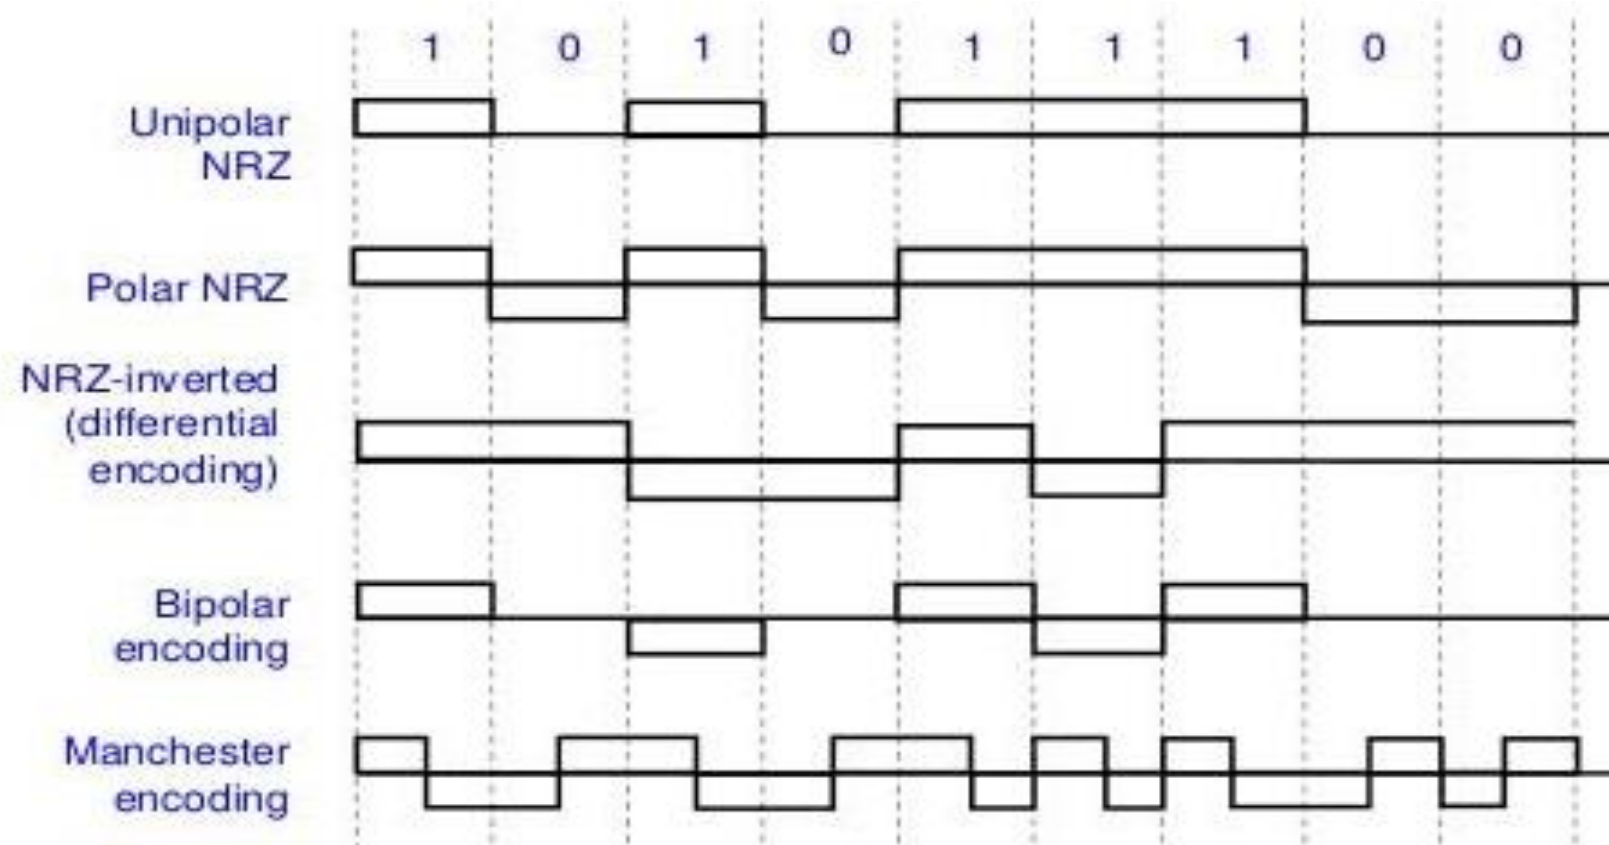 1 0 1 0 1 1 1 0 0
Unipolar
NRZ
Polar NRZ
NRZ-inverted
(differential
encoding)
Bipolar
encoding
Manchester
encoding